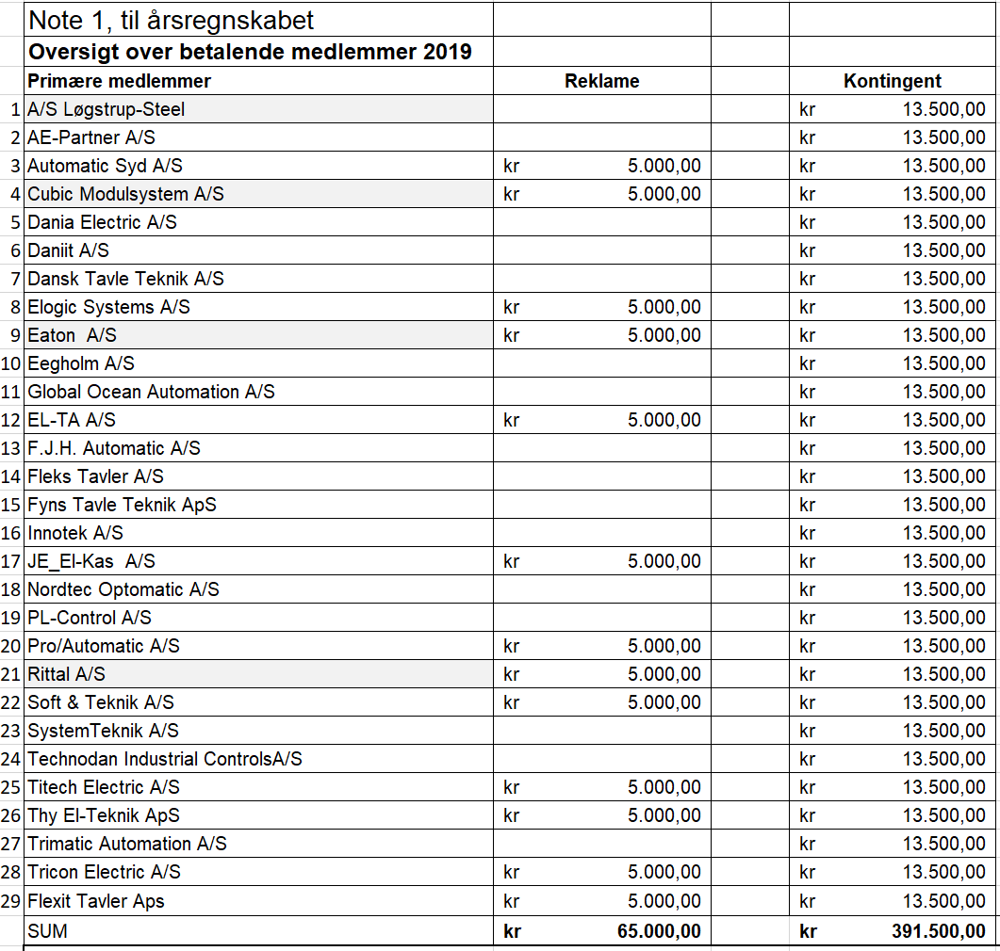 Note 1, til årsregnskabet
Oversigt over betalende medlemmer 2019
Primære medlemmer Reklame Kontingent
1 A/S Løgstrup-Steel kr 13.500,00
2 AE-Partner A/S kr 13.500,00
3 Automatic Syd A/S kr 5.000,00 kr 13.500,00
4 Cubic Modulsystem A/S kr 5.000,00 kr 13.500,00
5 Dania Electric A/S kr 13.500,00
6 Daniit A/S kr 13.500,00
7 Dansk Tavle Teknik A/S kr 13.500,00
8 Elogic Systems A/S kr 5.000,00 kr 13.500,00
9 Eaton  A/S kr 5.000,00 kr 13.500,00
10 Eegholm A/S kr 13.500,00
11 Global Ocean Automation A/S kr 13.500,00
12 EL-TA A/S kr 5.000,00 kr 13.500,00
13 F.J.H. Automatic A/S kr 13.500,00
14 Fleks Tavler A/S kr 13.500,00
15 Fyns Tavle Teknik ApS kr 13.500,00
16 Innotek A/S kr 13.500,00
17 JE_El-Kas  A/S kr 5.000,00 kr 13.500,00
18 Nordtec Optomatic A/S kr 13.500,00
19 PL-Control A/S kr 13.500,00
20 Pro/Automatic A/S kr 5.000,00 kr 13.500,00
21 Rittal A/S kr 5.000,00 kr 13.500,00
22 Soft & Teknik A/S kr 5.000,00 kr 13.500,00
23 SystemTeknik A/S kr 13.500,00
24 Technodan Industrial ControlsA/S kr 13.500,00
25 Titech Electric A/S kr 5.000,00 kr 13.500,00
26 Thy El-Teknik ApS kr 5.000,00 kr 13.500,00
27 Trimatic Automation A/S kr 13.500,00
28 Tricon Electric A/S kr 5.000,00 kr 13.500,00
29 Flexit Tavler Aps kr 5.000,00 kr 13.500,00
SUM kr 65.000,00 kr 391.500,00